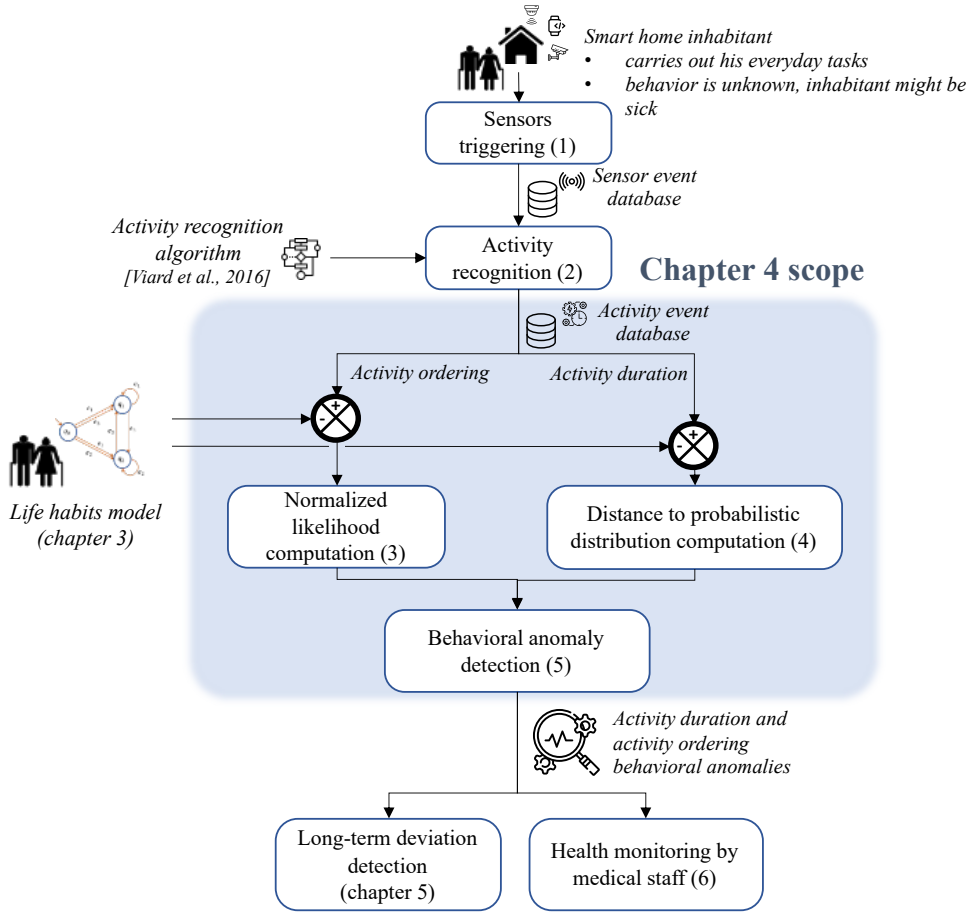 Smart home inhabitant
• carries out his everyday tasks
• behavior is unknown, inhabitant might be
sick
Sensors
triggering (1)
Sensor event
database
Activity recognition
algorithm
[Viard et al., 2016]
Activity
recognition (2)
Chapter 4 scope
Activity event
database
Activity ordering
Activity duration
+
-
+
-
Life habits model
(chapter 3)
Normalized
likelihood
computation (3)
Distance to probabilistic
distribution computation (4)
Behavioral anomaly
detection (5)
Activity duration and
activity ordering
behavioral anomalies
Long-term deviation
detection
(chapter 5)
Health monitoring by
medical staff (6)